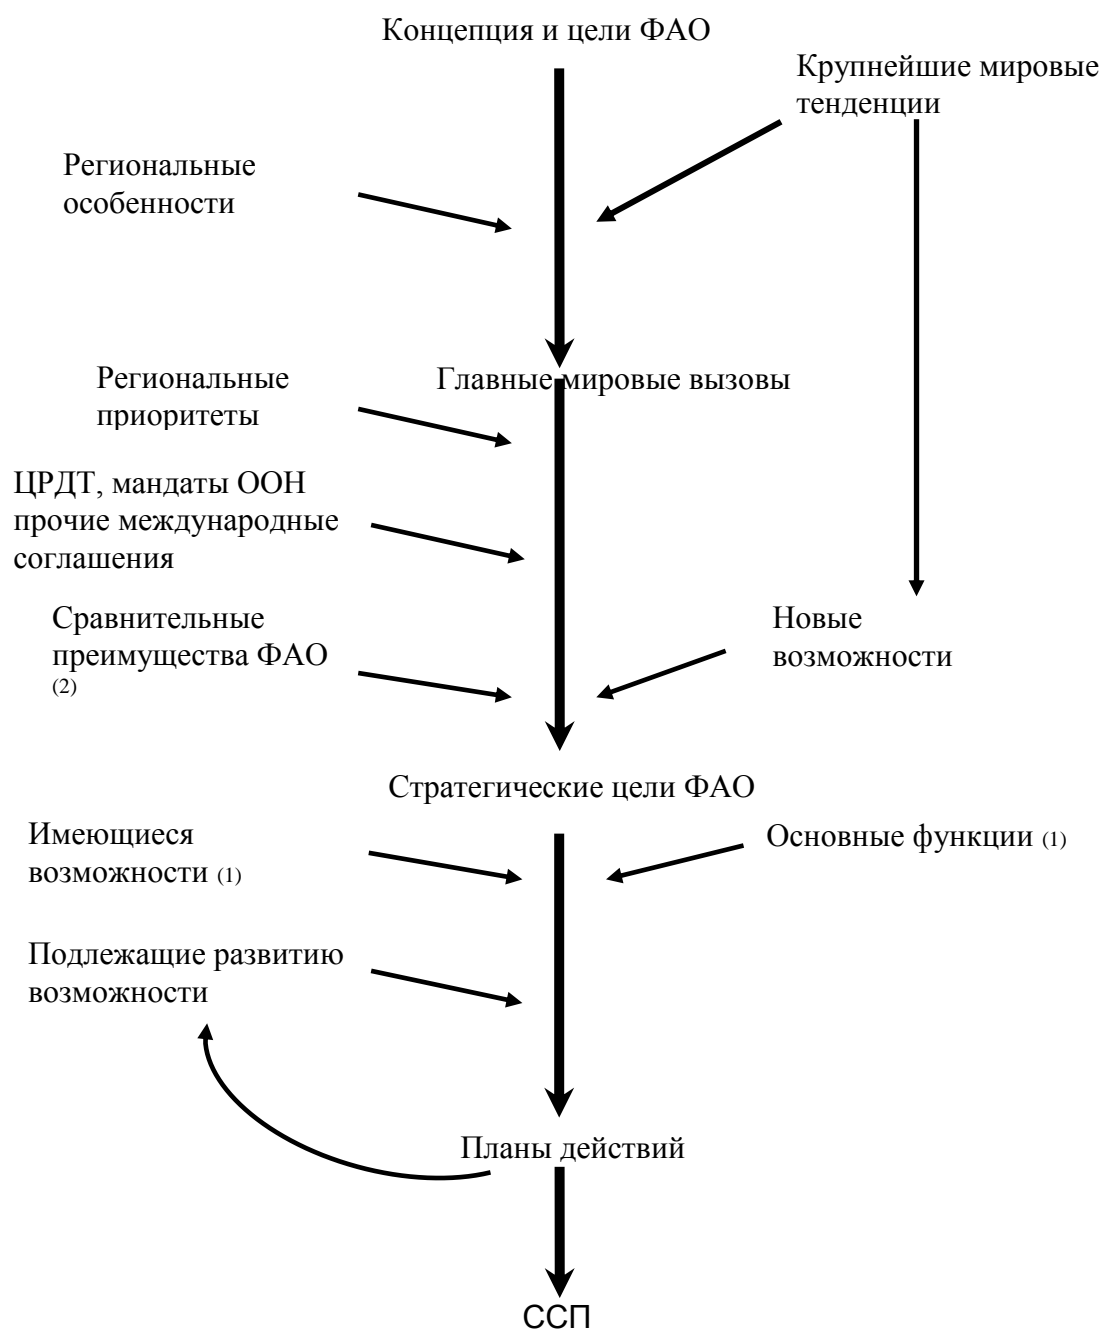 Концепция и цели ФАО
Крупнейшие мировые
тенденции
Региональные
особенности
Региональные
приоритеты
Главные мировые вызовы
ЦРДТ, мандаты ООН
прочие международные
соглашения
Сравнительные
преимущества ФАО
(2)
Новые
возможности
Стратегические цели ФАО
Имеющиеся
возможности (1)
Основные функции (1)
Подлежащие развитию
возможности
Планы действий
ССП